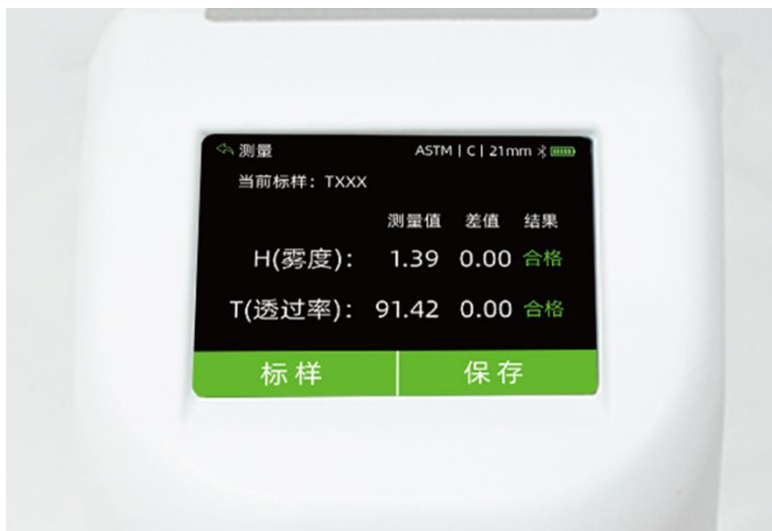 测量 ASTM | C | 21mm
当前标样：TXXX
测量值 差值 结果
H(雾度)： 1.39 0.00 合格
T(透过率)： 91.42 0.00 合格
标样 保存